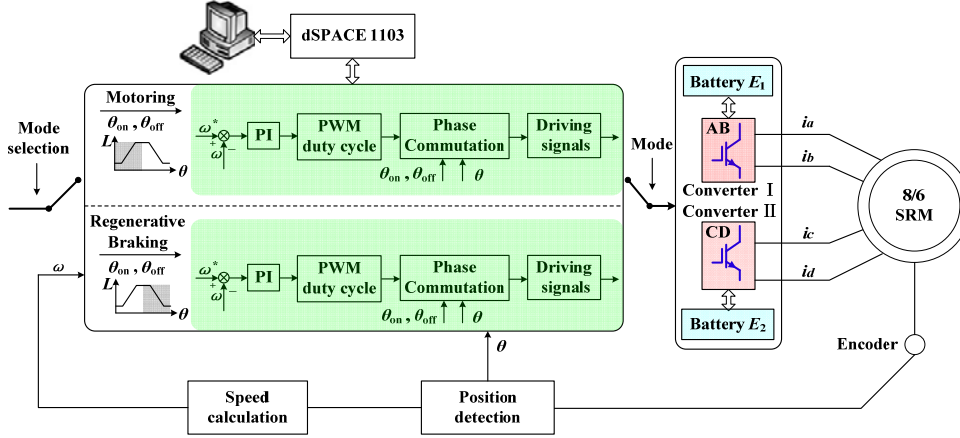 dSPACE 1103
Mode
selection
Motoring
θon , θoff
L
θ
ω*
+
−
ω
PI
PWM
duty cycle
Phase
Commutation
Driving
signals
θon , θoff
θ
Regenerative
Braking
θon , θoff
L
θ
ω*
+
−
ω
PI
PWM
duty cycle
Phase
Commutation
Driving
signals
θon , θoff
θ
ω
Mode
Battery E1
AB
Converter Ⅰ
Converter Ⅱ
CD
Battery E2
ia
ib
ic
id
8/6
SRM
Encoder
θ
Speed
calculation
Position
detection